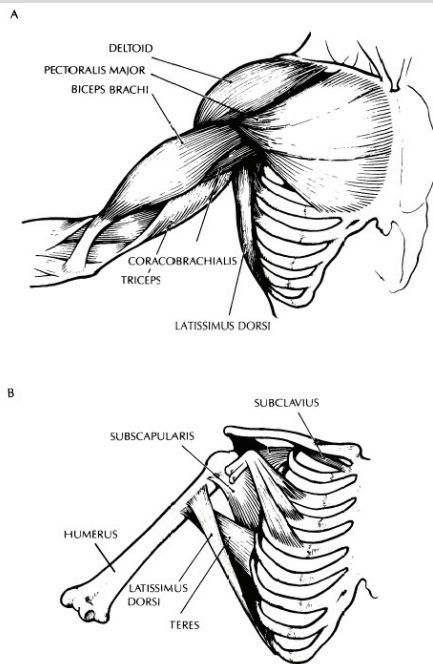 A
DELTOID
PECTORALIS MAJOR
BICEPS BRACHI
CORACOBRACHIALIS
TRICEPS
LATISSIMUS DORSI
B
SUBCLAVIUS
SUBSCAPULARIS
HUMERUS
LATISSIMUS
DORSI
TERES